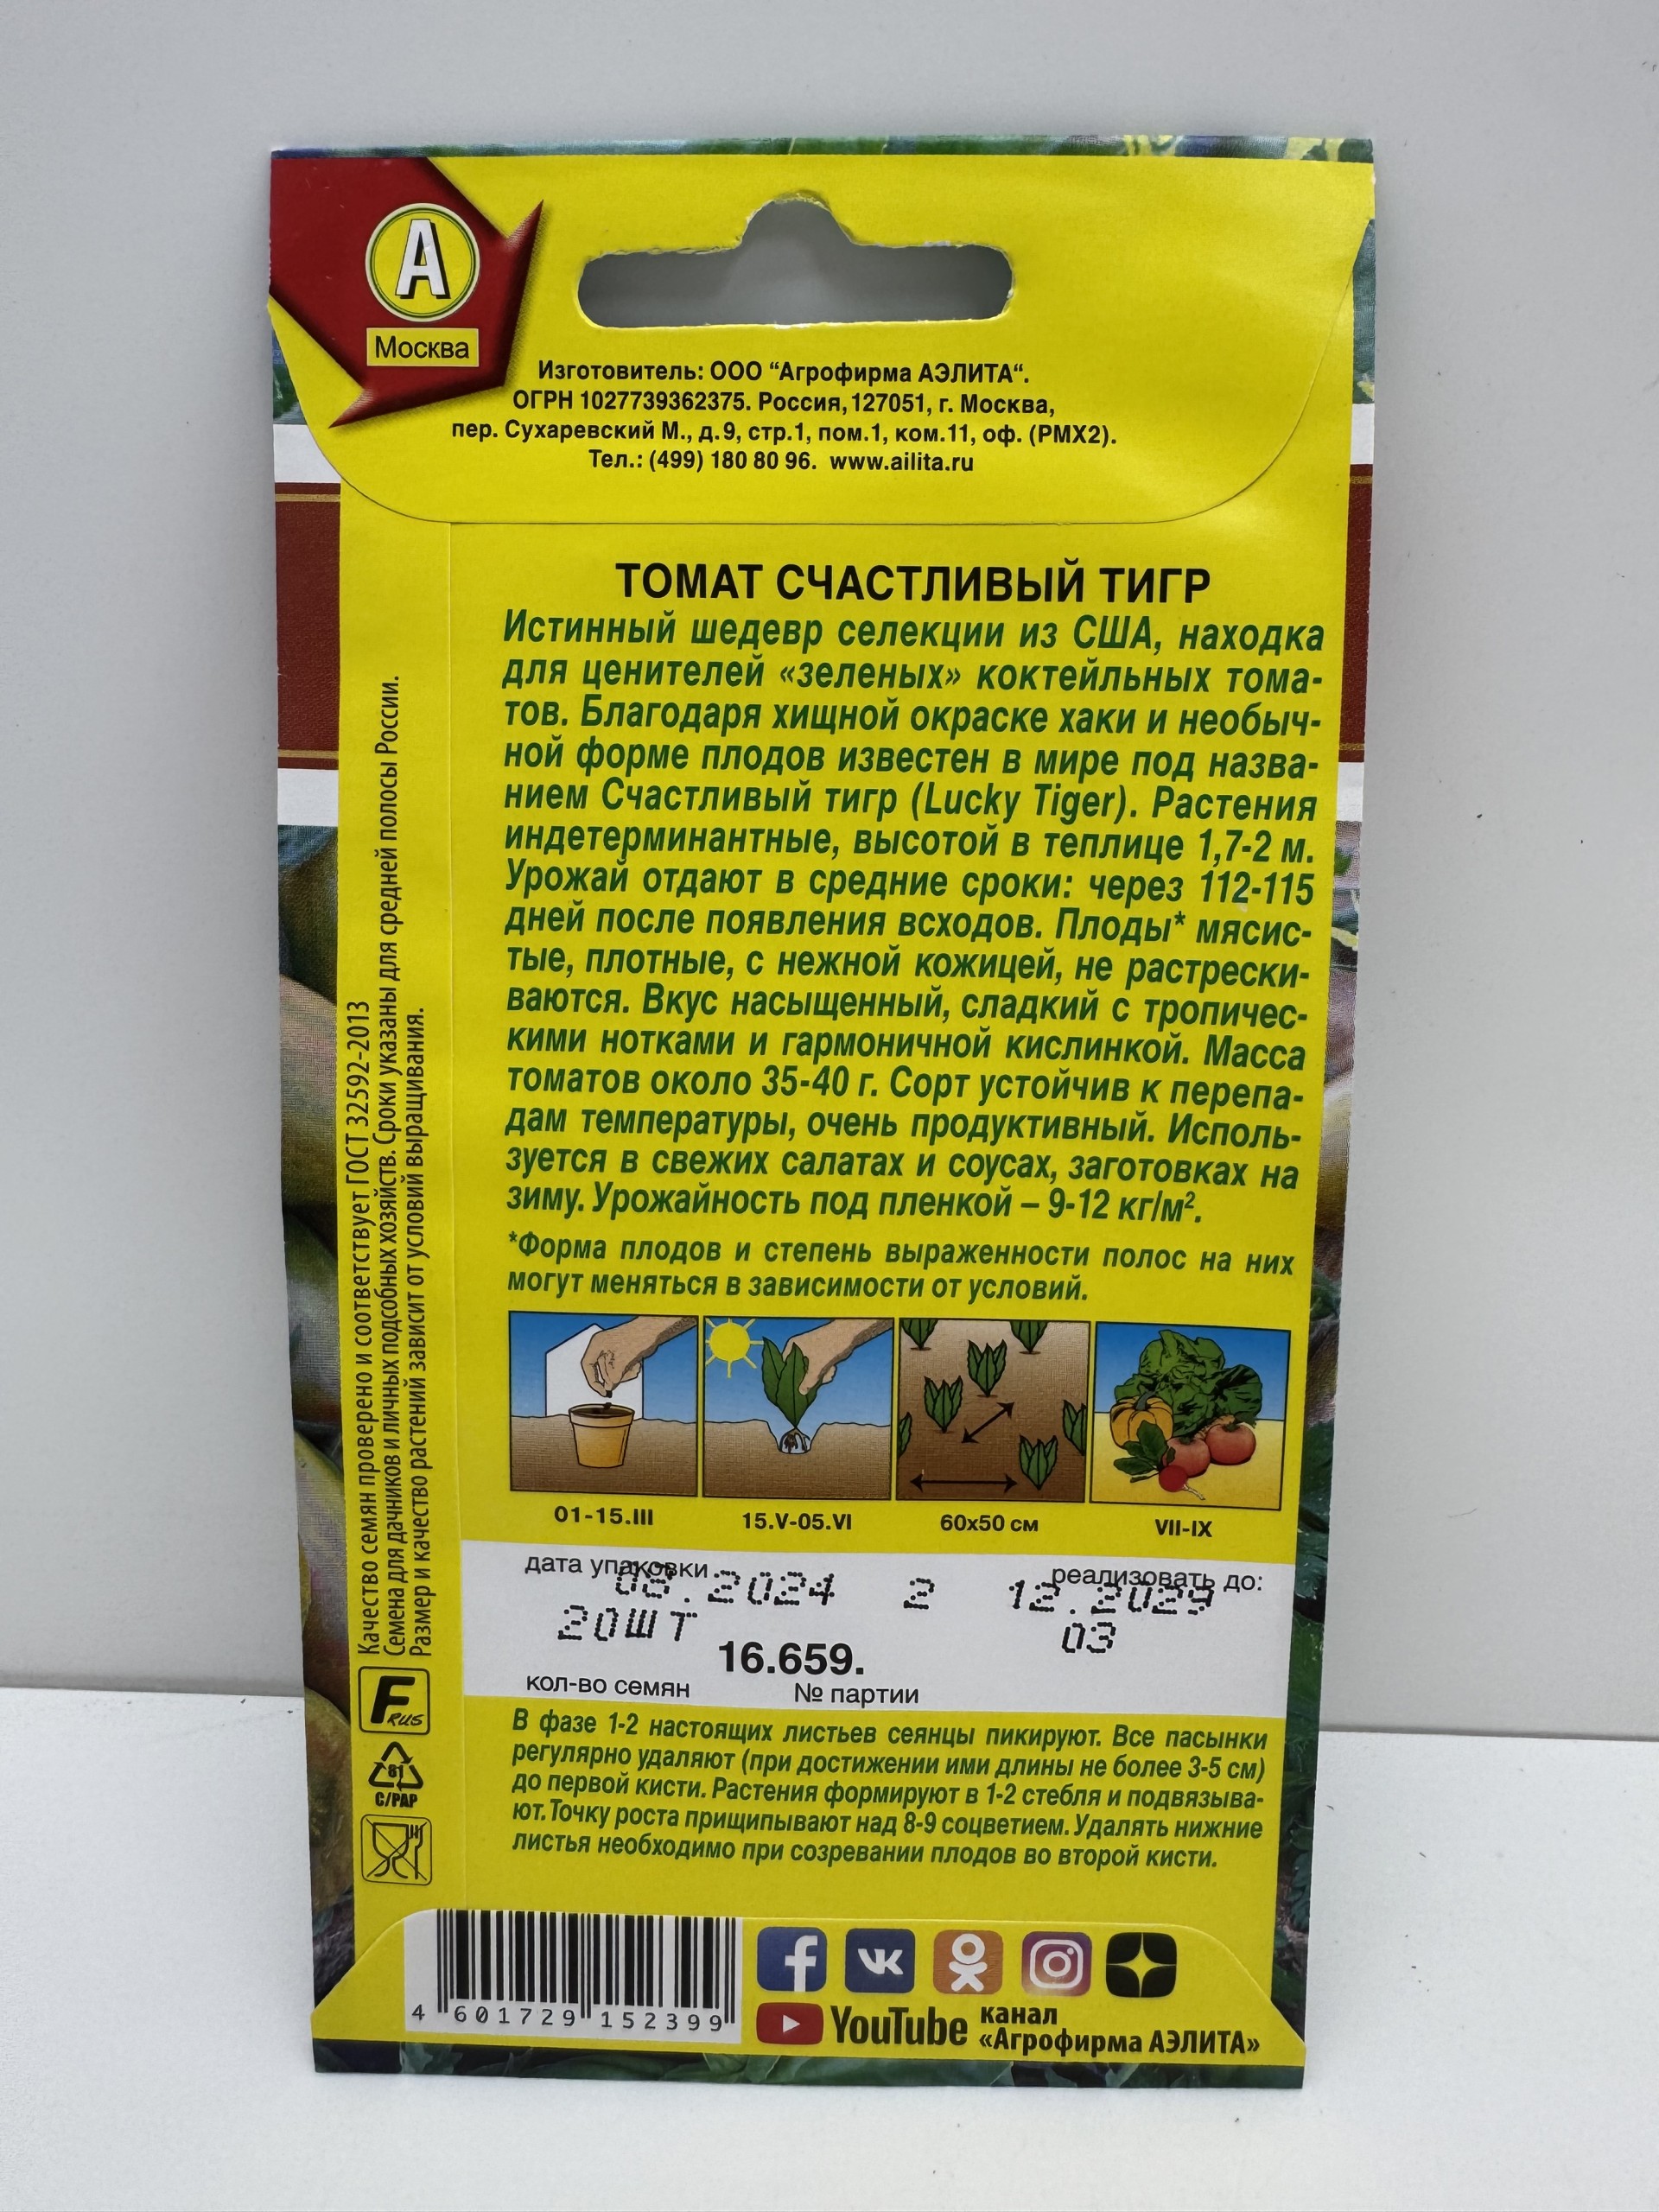 А
Москва
Изготовитель: ООО “Агрофирма АЭЛИТА“.
ОГРН 1027739362375. Россия, 127051, г. Москва,
пер. Сухаревский М., д.9, стр.1, пом.1, ком.11, оф. (РМХ2).
Тел.: (499) 180 80 96. www.ailita.ru
ТОМАТ СЧАСТЛИВЫЙ ТИГР
Истинный шедевр селекции из США, находка
для ценителей «зеленых» коктейльных тома-
тов. Благодаря хищной окраске хаки и необыч-
ной форме плодов известен в мире под назва-
нием Счастливый тигр (Lucky Tiger). Растения
индетерминантные, высотой в теплице 1,7-2 м.
Урожай отдают в средние сроки: через 112-115
дней после появления всходов. Плоды* мясис-
тые, плотные, с нежной кожицей, не растрески-
ваются. Вкус насыщенный, сладкий с тропичес-
кими нотками и гармоничной кислинкой. Масса
томатов около 35-40 г. Сорт устойчив к перепа-
дам температуры, очень продуктивный. Исполь-
зуется в свежих салатах и соусах, заготовках на
зиму. Урожайность под пленкой – 9-12 кг/м².
*Форма плодов и степень выраженности полос на них
могут меняться в зависимости от условий.
01-15.III
15.V-05.VI
60х50 см
VII-IX
дата упаковки
реализовать до:
08.2024 2 12.2029
20ШТ
03
16.659.
кол-во семян
№ партии
В фазе 1-2 настоящих листьев сеянцы пикируют. Все пасынки
регулярно удаляют (при достижении ими длины не более 3-5 см)
до первой кисти. Растения формируют в 1-2 стебля и подвязыва-
ют. Точку роста прищипывают над 8-9 соцветием. Удалять нижние
листья необходимо при созревании плодов во второй кисти.
Качество семян проверено и соответствует ГОСТ 32592-2013
Семена для дачников и личных подсобных хозяйств. Сроки указаны для средней полосы России.
Размер и качество растений зависит от условий выращивания.
F RUS
81
C/PAP
4 601729 152399
YouTube канал
«Агрофирма АЭЛИТА»